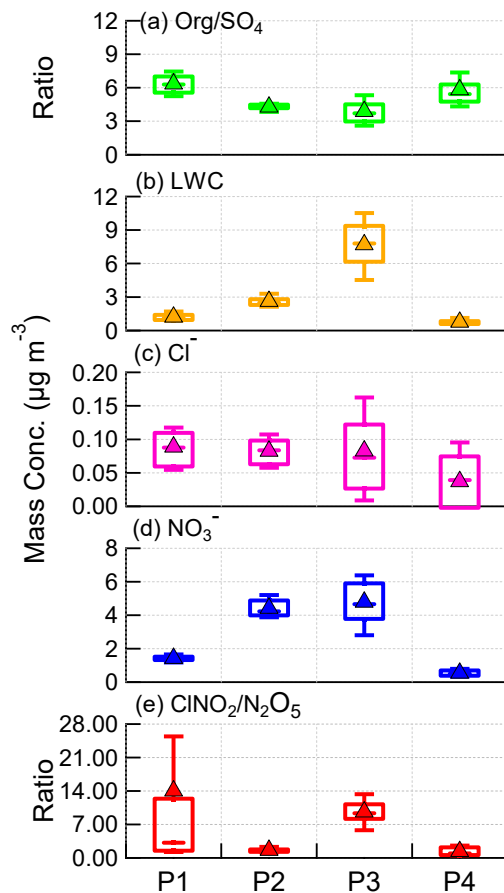 (a) Org/SO₄
12
9
6
3
0
Ratio
(b) LWC
12
9
6
3
0
(c) Cl⁻
0.20
0.15
0.10
0.05
0.00
Mass Conc. (µg m⁻³)
(d) NO₃⁻
8
6
4
2
0
(e) ClNO₂/N₂O₅
28.00
21.00
14.00
7.00
0.00
Ratio
P1 P2 P3 P4